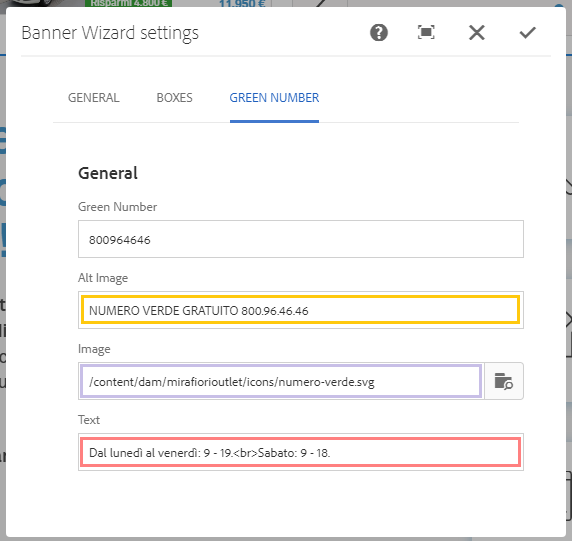 Risparmi 4.800 €
11.950 €
Banner Wizard settings
GENERAL BOXES GREEN NUMBER
General
Green Number
800964646
Alt Image
NUMERO VERDE GRATUITO 800.96.46.46
Image
/content/dam/mirafiorioutlet/icons/numero-verde.svg
Text
Dal lunedì al venerdì: 9 - 19.<br>Sabato: 9 - 18.